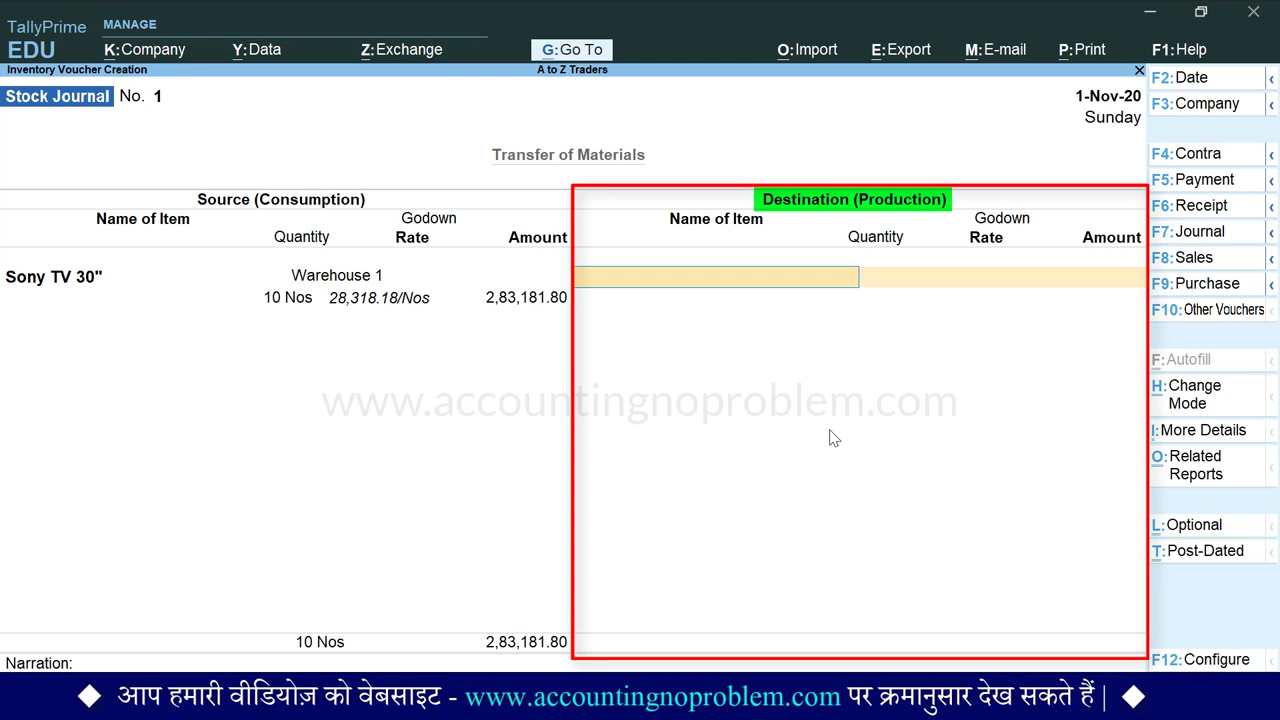 TallyPrime
EDU
MANAGE
K:Company Y:Data Z:Exchange G:Go To O:Import E:Export M:E-mail P:Print F1:Help
Inventory Voucher Creation A to Z Traders
Stock Journal No. 1 1-Nov-20
Sunday
Transfer of Materials
Source (Consumption) Destination (Production)
Name of Item Godown Name of Item Godown
Quantity Rate Amount Quantity Rate Amount
Sony TV 30" Warehouse 1
10 Nos 28,318.18/Nos 2,83,181.80
www.accountingnoproblem.com
10 Nos 2,83,181.80
Narration:
F2:Date
F3:Company
F4:Contra
F5:Payment
F6:Receipt
F7:Journal
F8:Sales
F9:Purchase
F10:Other Vouchers
F:Autofill
H:Change
Mode
I:More Details
O:Related
Reports
L:Optional
T:Post-Dated
F12:Configure
आप हमारी वीडियोज़ को वेबसाइट - www.accountingnoproblem.com पर क्रमानुसार देख सकते हैं |